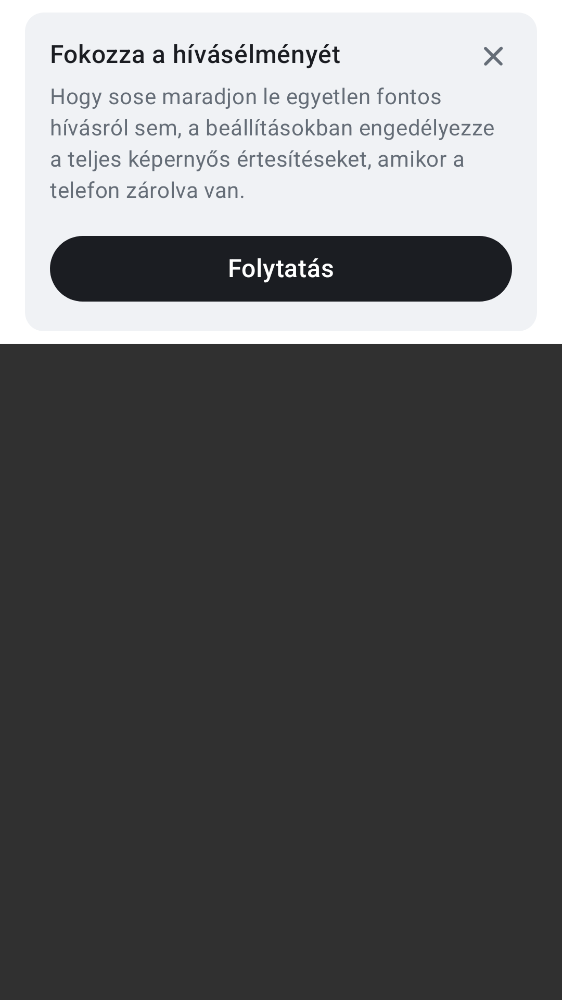 Fokozza a hívásélményét
Hogy sose maradjon le egyetlen fontos
hívásról sem, a beállításokban engedélyezze
a teljes képernyős értesítéseket, amikor a
telefon zárolva van.
Folytatás